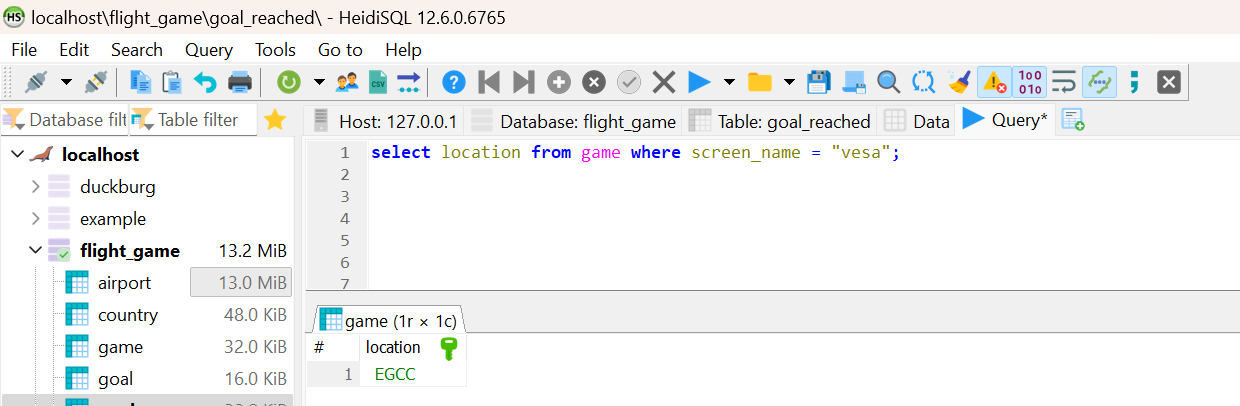 HS localhost\flight_game\goal_reached\ - HeidiSQL 12.6.0.6765
File Edit Search Query Tools Go to Help
CSV ? 100 010 ;
Database filt Table filter Host: 127.0.0.1 Database: flight_game Table: goal_reached Data Query*
localhost
duckburg
example
flight_game 13.2 MiB
airport 13.0 MiB
country 48.0 KiB
game 32.0 KiB
goal 16.0 KiB
1 select location from game where screen_name = "vesa";
2
3
4
5
6
7
game (1r × 1c)
# location
1 EGCC